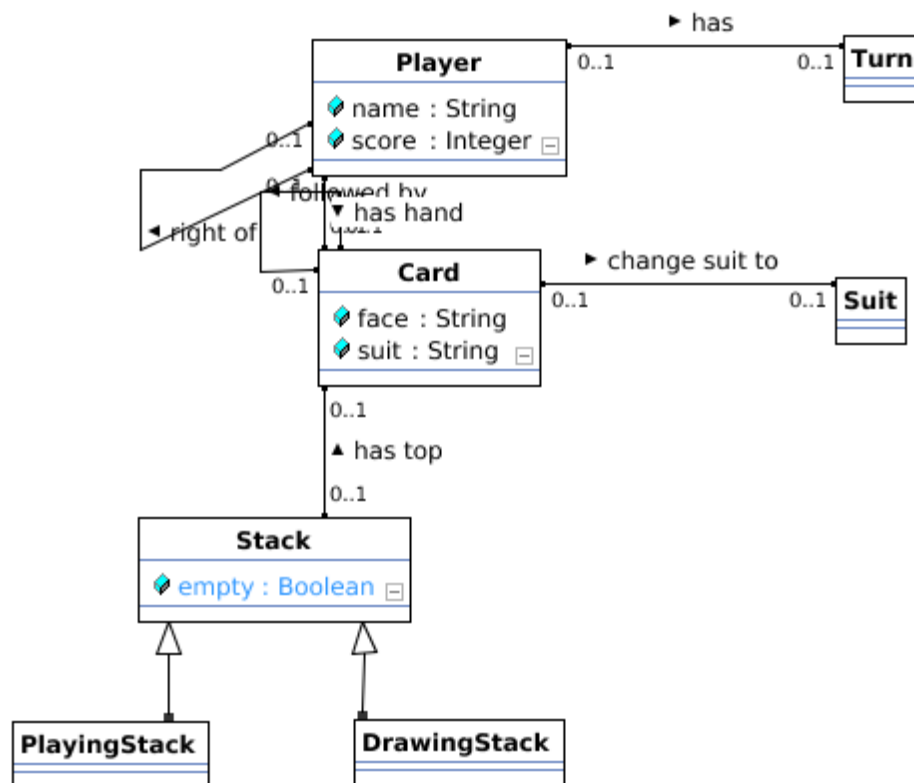 has
Player
0..1
0..1
Turn
name : String
score : Integer
0..1
followed by
has hand
right of
change suit to
Card
0..1
0..1
0..1
Suit
face : String
suit : String
0..1
has top
0..1
Stack
empty : Boolean
PlayingStack
DrawingStack